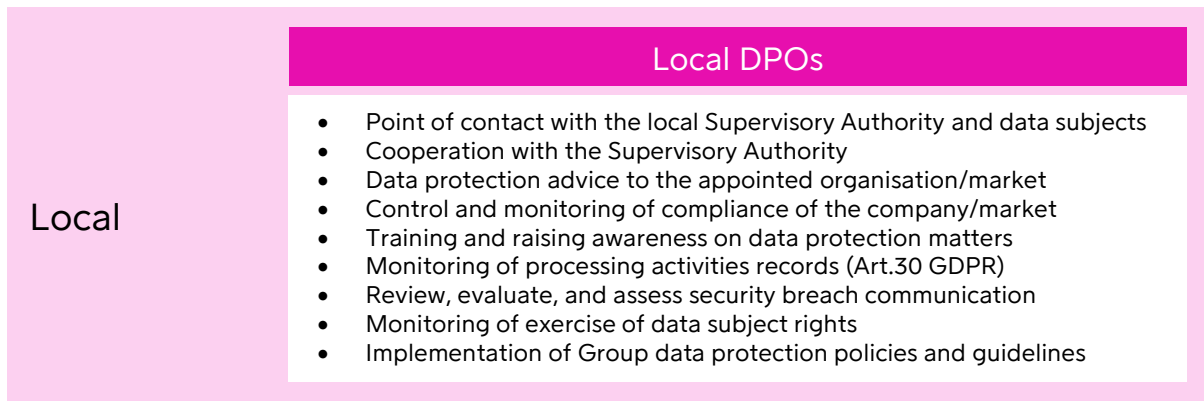 Local DPOs
Local
• Point of contact with the local Supervisory Authority and data subjects
• Cooperation with the Supervisory Authority
• Data protection advice to the appointed organisation/market
• Control and monitoring of compliance of the company/market
• Training and raising awareness on data protection matters
• Monitoring of processing activities records (Art.30 GDPR)
• Review, evaluate, and assess security breach communication
• Monitoring of exercise of data subject rights
• Implementation of Group data protection policies and guidelines